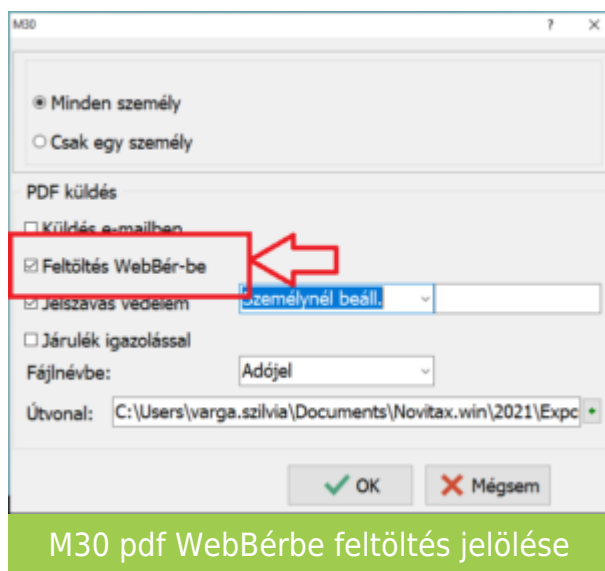 M30 ? ×
Minden személy
Csak egy személy
PDF küldés
Küldés e-mailben
Feltöltés WebBér-be
Jelszavas védelem Személynél beáll.
Járulék igazolással
Fájlnévbe: Adójel
Útvonal: C:\Users\varga.szilvia\Documents\Novitax.win\2021\Expc
OK Mégsem
M30 pdf WebBérbe feltöltés jelölése